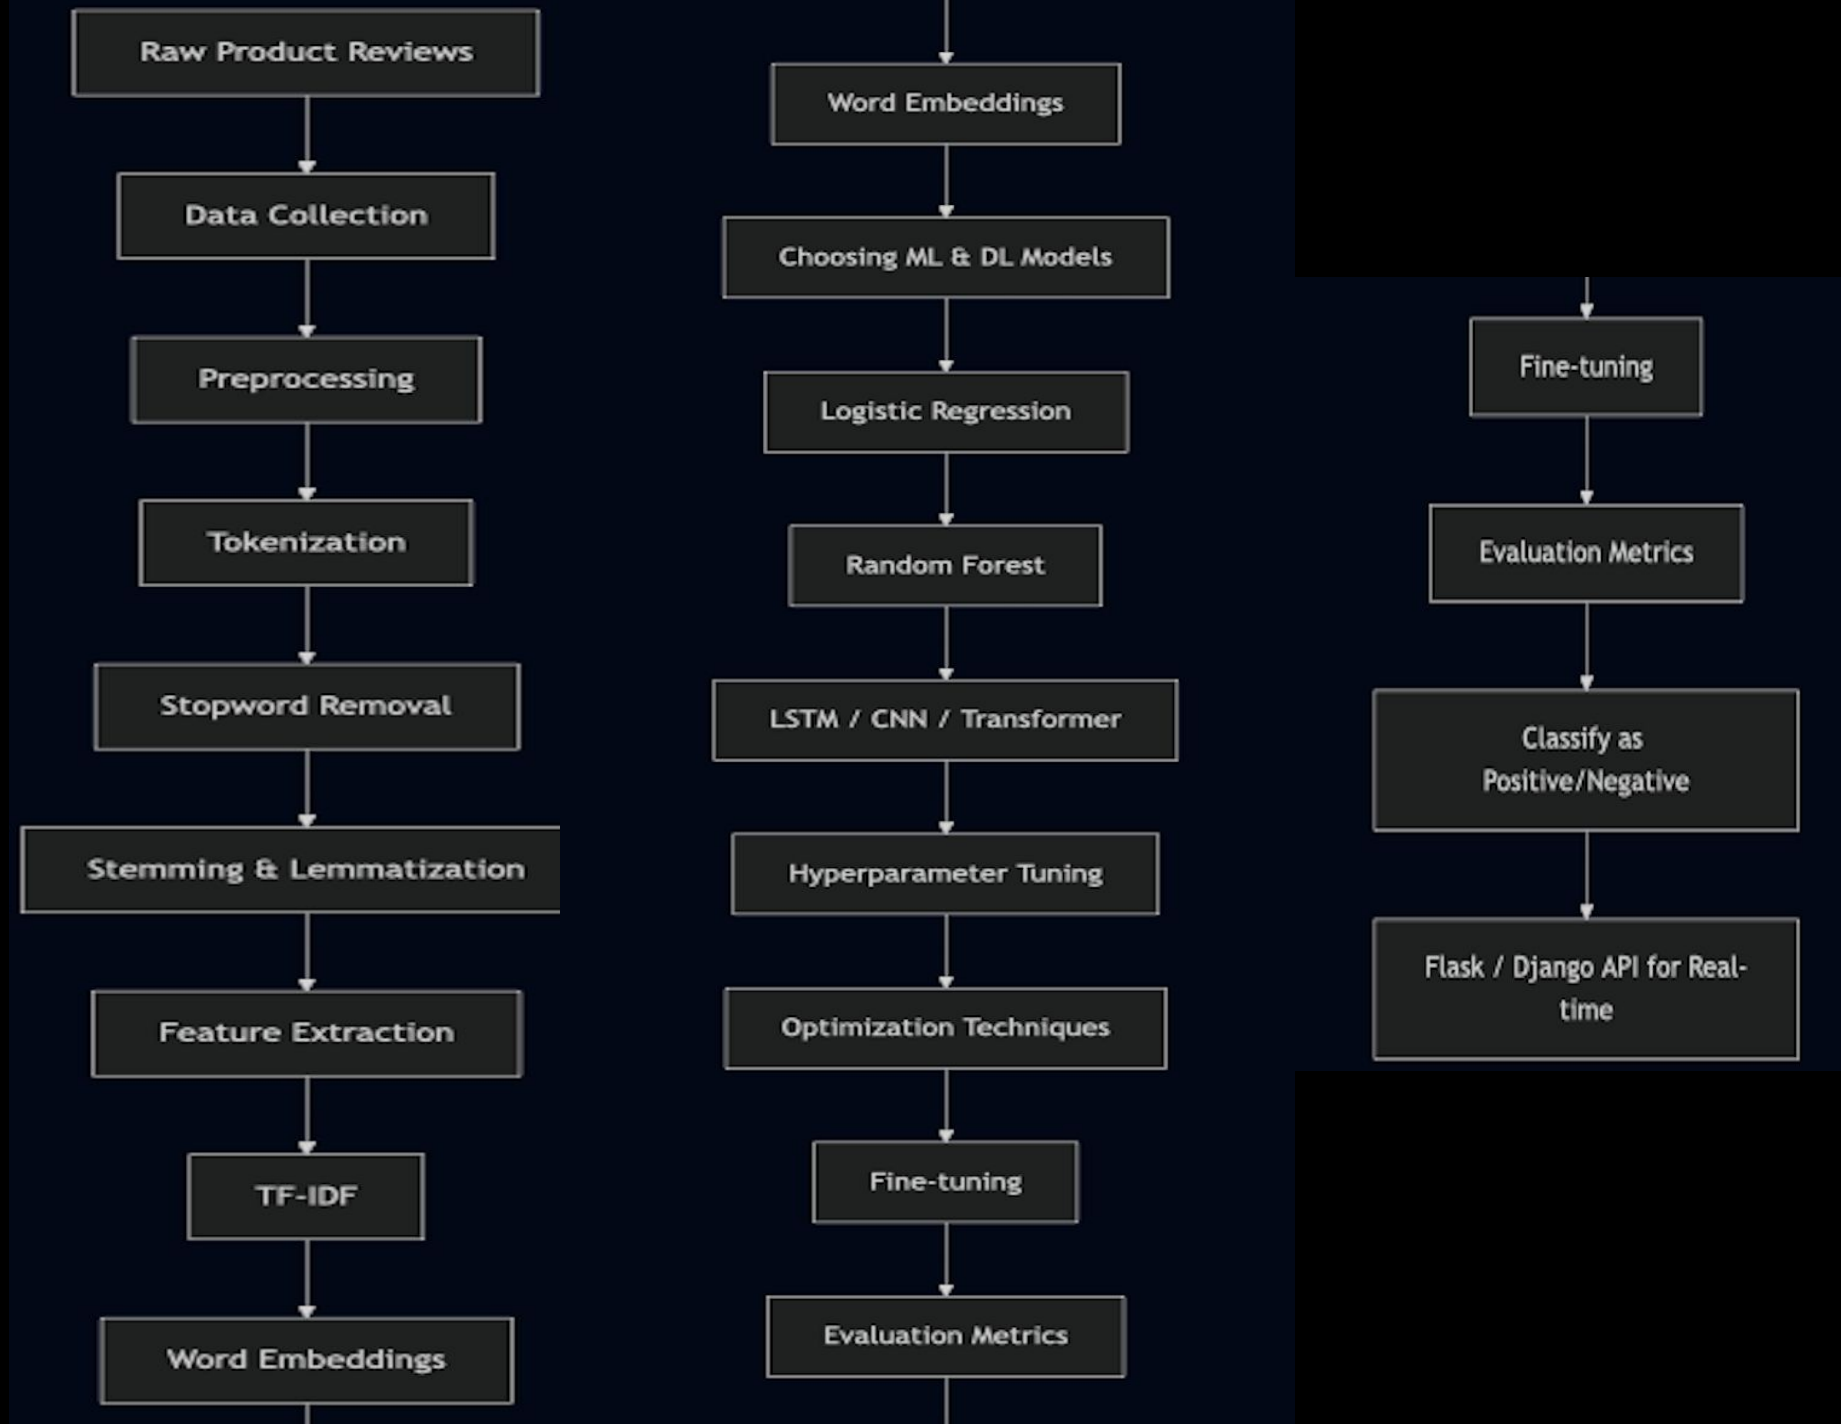 Raw Product Reviews
Data Collection
Preprocessing
Tokenization
Stopword Removal
Stemming & Lemmatization
Feature Extraction
TF-IDF
Word Embeddings
Word Embeddings
Choosing ML & DL Models
Logistic Regression
Random Forest
LSTM / CNN / Transformer
Hyperparameter Tuning
Optimization Techniques
Fine-tuning
Evaluation Metrics
Fine-tuning
Evaluation Metrics
Classify as
Positive/Negative
Flask / Django API for Real-
time